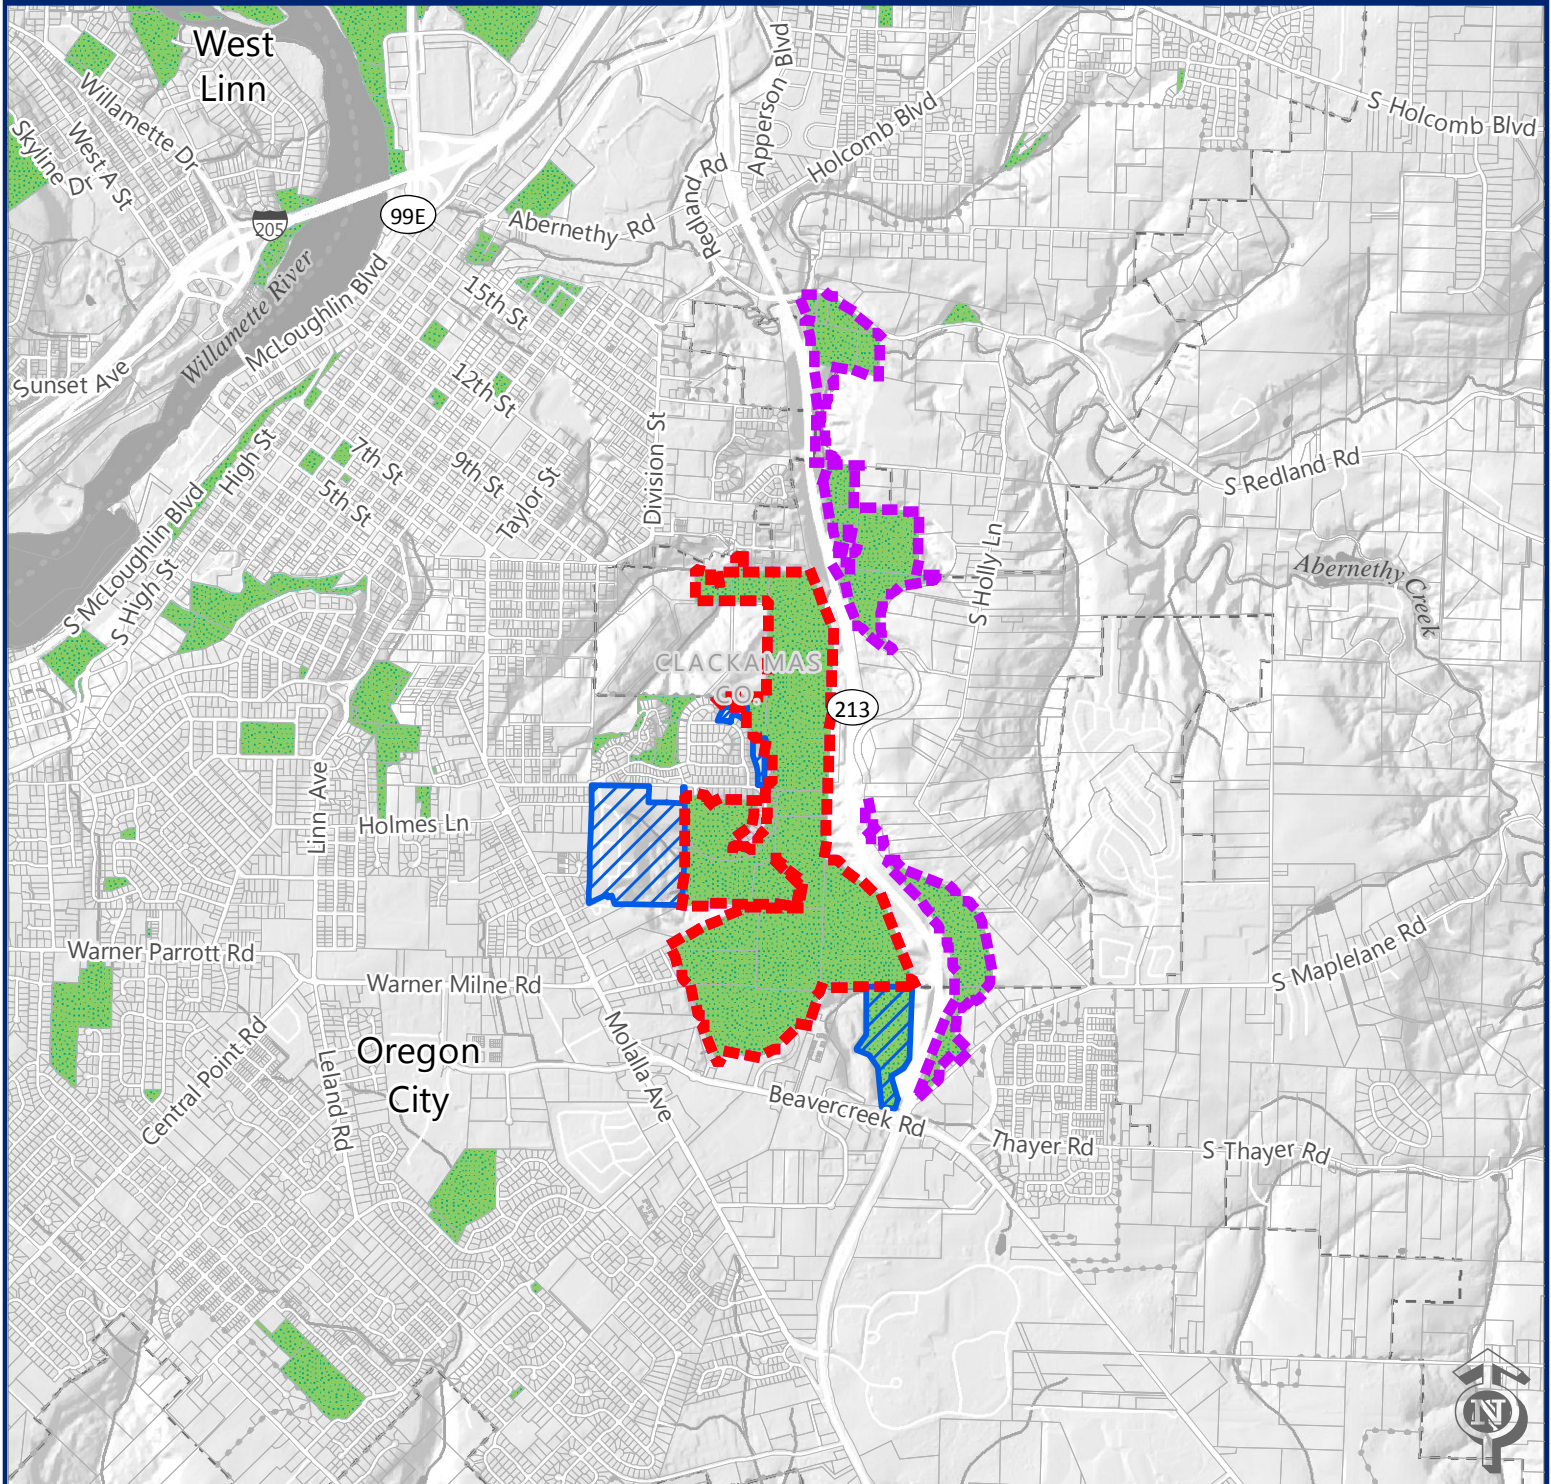 West
Linn
Willamette Dr
West A St
Skyline Dr
205
99E
Apperson Blvd
Holcomb Blvd
S Holcomb Blvd
Redland Rd
Abernethy Rd
Willamette River
McLoughlin Blvd
15th St
Sunset Ave
12th St
High St
7th St
9th St
5th St
Taylor St
Division St
S McLoughlin Blvd
S High St
S Redland Rd
S Holly Ln
Abernethy
Creek
CLACKAMAS
CO.
213
Linn Ave
Holmes Ln
Warner Parrott Rd
Warner Milne Rd
S Maplelane Rd
Central Point Rd
Leland Rd
Oregon
City
Molalla Ave
Beavercreek Rd
Thayer Rd
S Thayer Rd
N